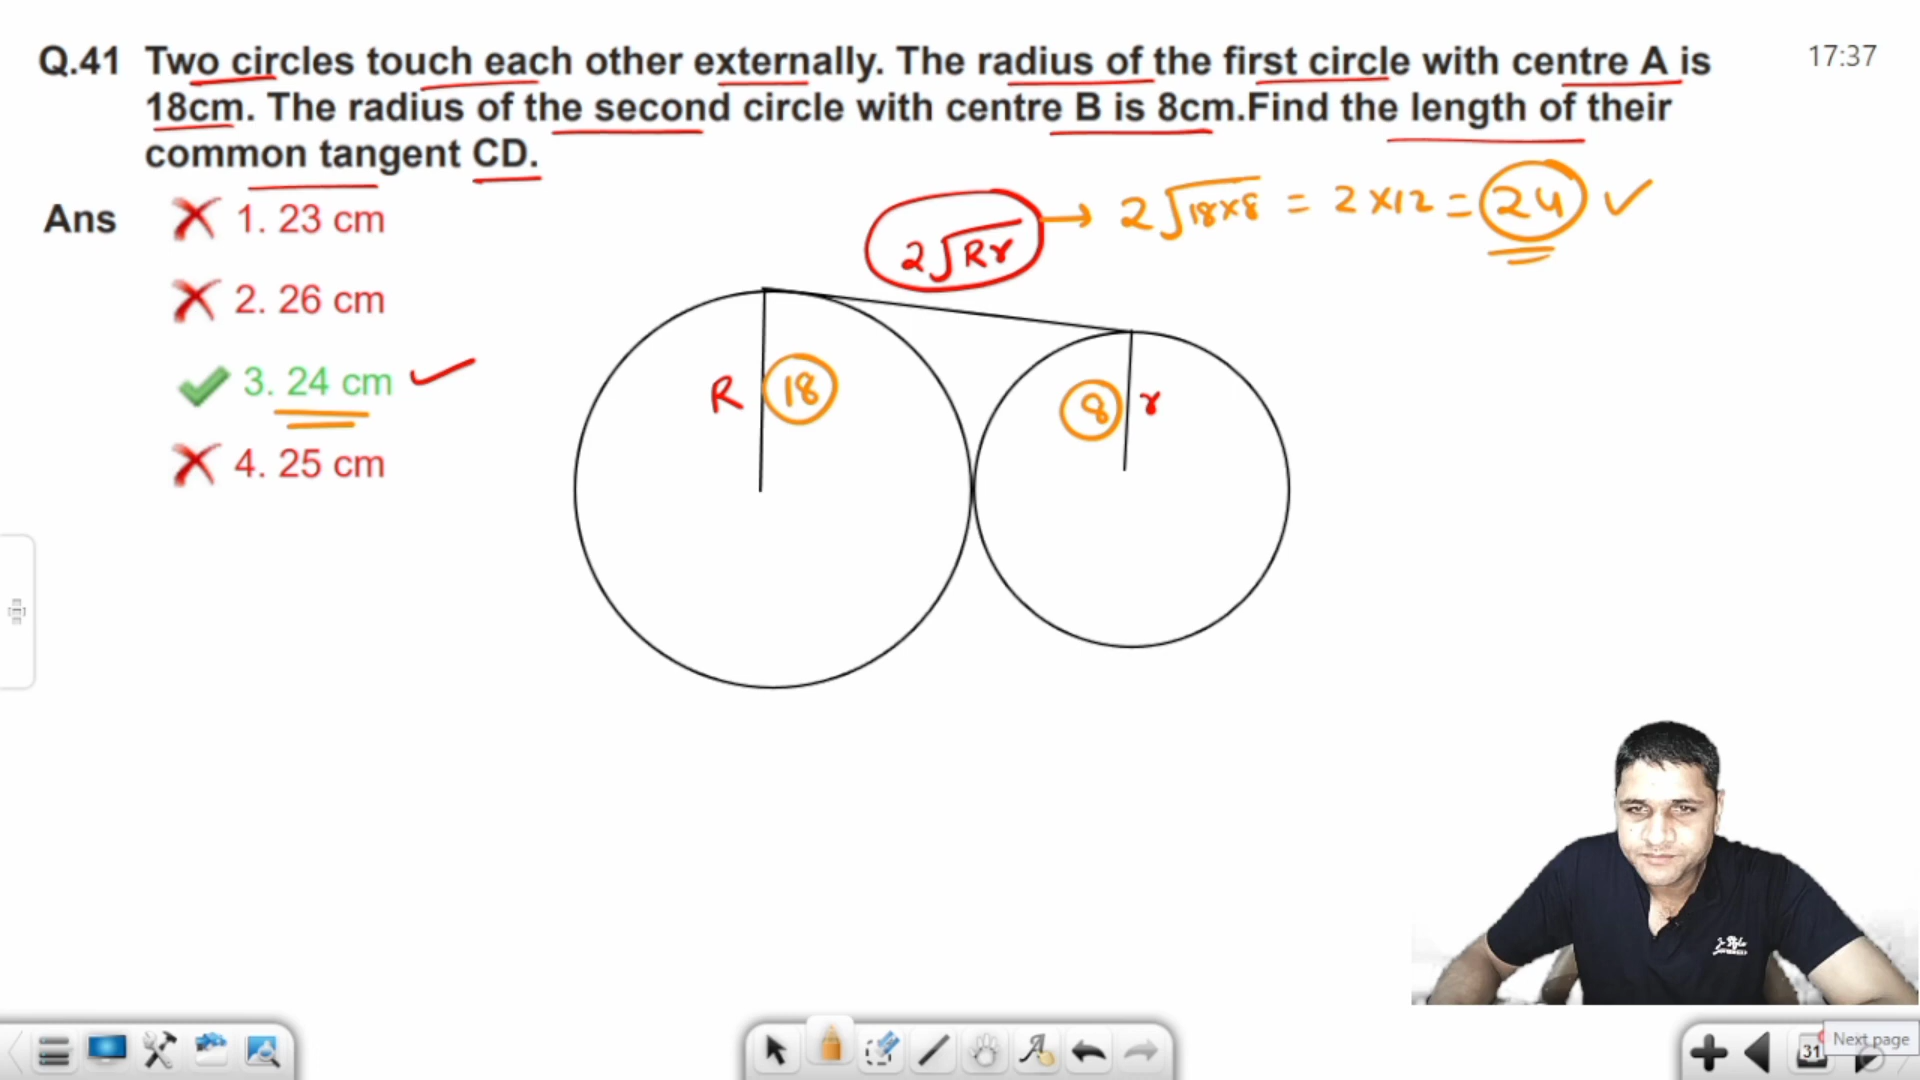 Q.41 Two circles touch each other externally. The radius of the first circle with centre A is
18cm. The radius of the second circle with centre B is 8cm.Find the length of their
common tangent CD.
17:37
Ans
1. 23 cm
2. 26 cm
3. 24 cm
4. 25 cm
2√Rr → 2√18×8 = 2×12 = 24 ✓
R 18
8 r
31
Next page